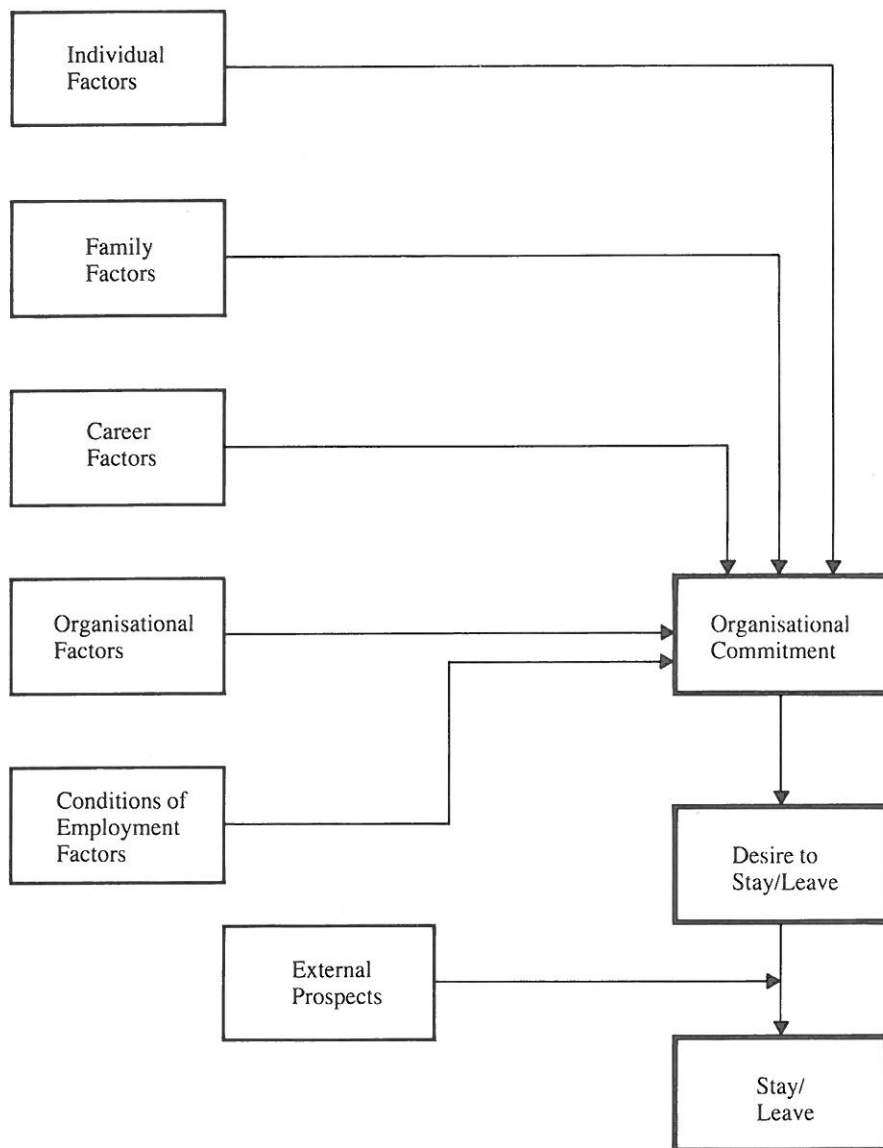 Individual
Factors
Family
Factors
Career
Factors
Organisational
Factors
Organisational
Commitment
Conditions of
Employment
Factors
Desire to
Stay/Leave
External
Prospects
Stay/
Leave